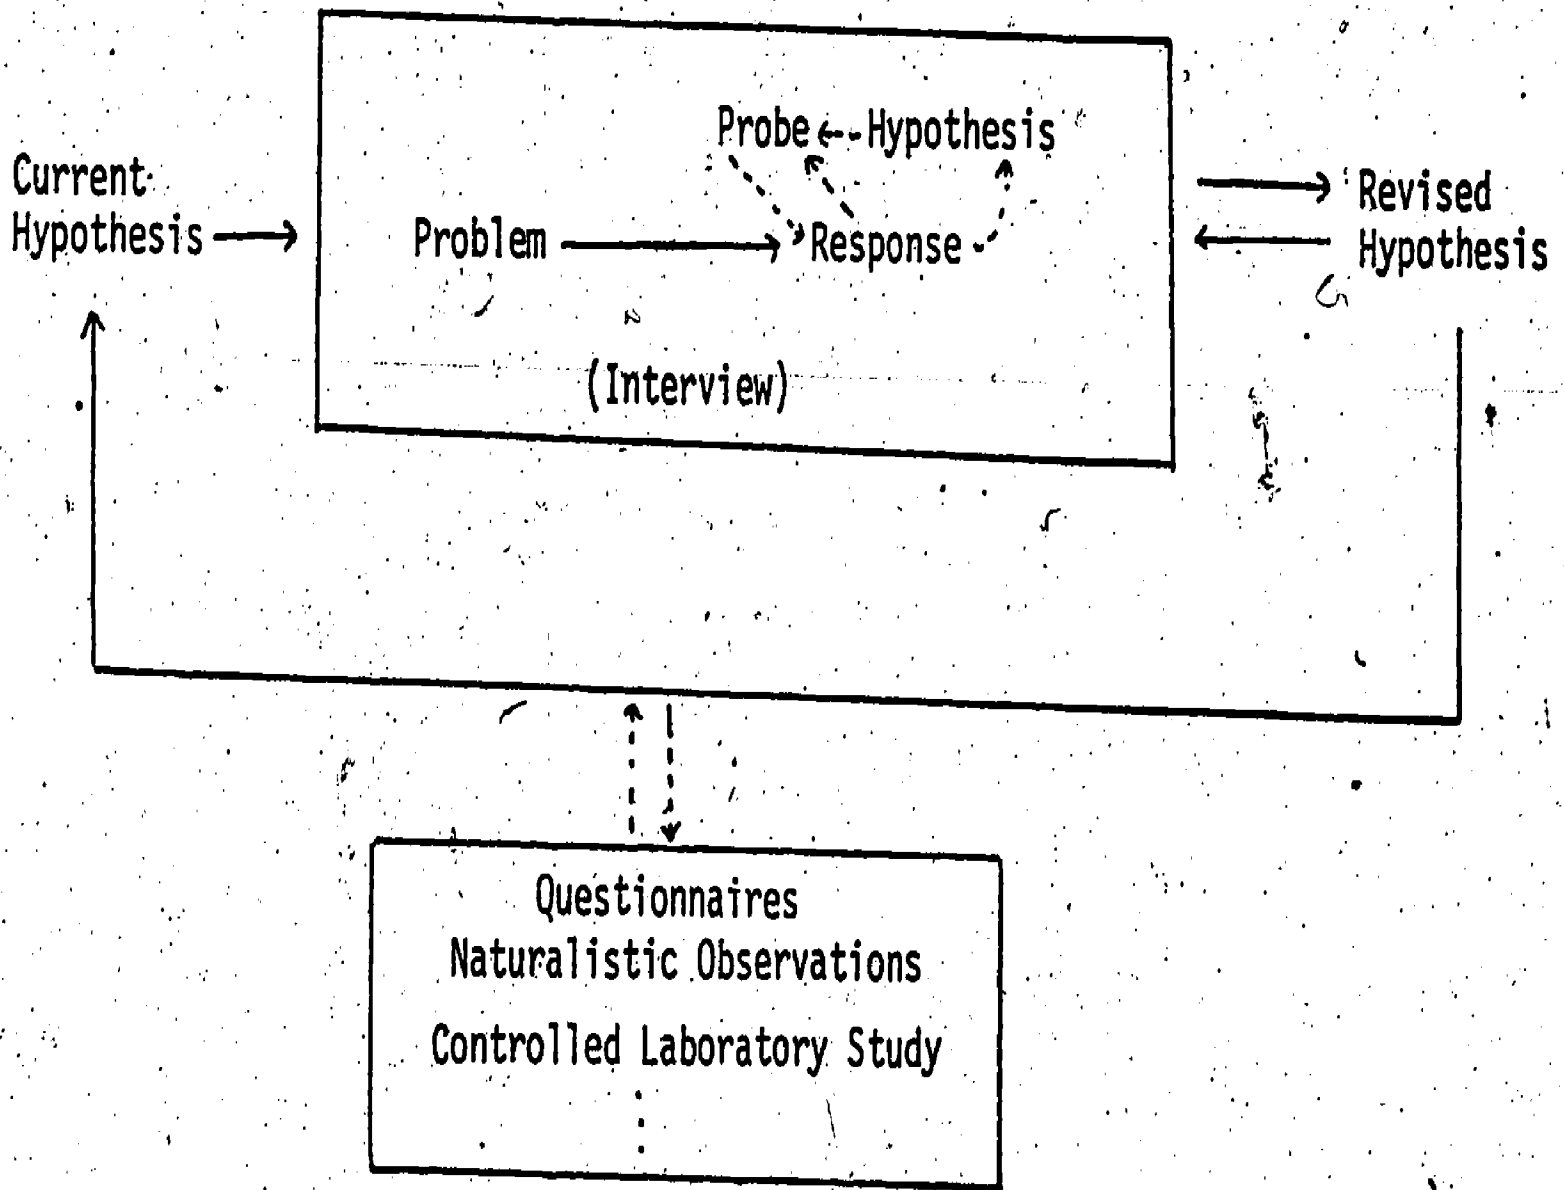 Probe Hypothesis
Current
Hypothesis
Problem Response
Revised
Hypothesis
(Interview)
Questionnaires
Naturalistic Observations
Controlled Laboratory Study